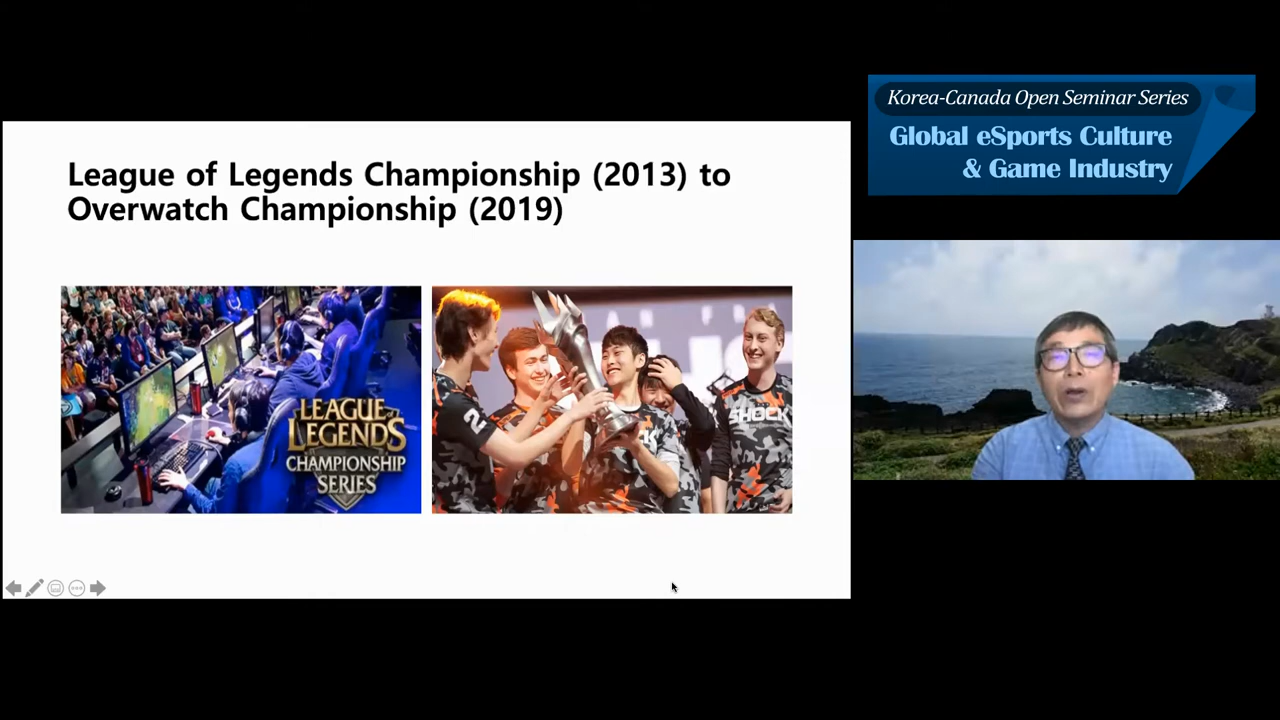 Korea-Canada Open Seminar Series
Global eSports Culture
& Game Industry
League of Legends Championship (2013) to
Overwatch Championship (2019)
LEAGUE
of
LEGENDS
CHAMPIONSHIP
SERIES
2
SHOCK